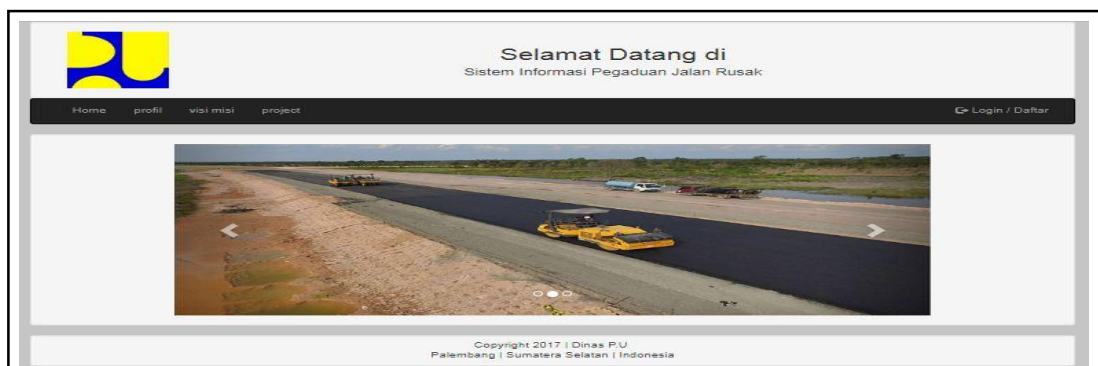 Selamat Datang di
Sistem Informasi Pegaduan Jalan Rusak
Home profil visi misi project Login / Daftar
Copyright 2017 | Dinas P.U
Palembang | Sumatera Selatan | Indonesia